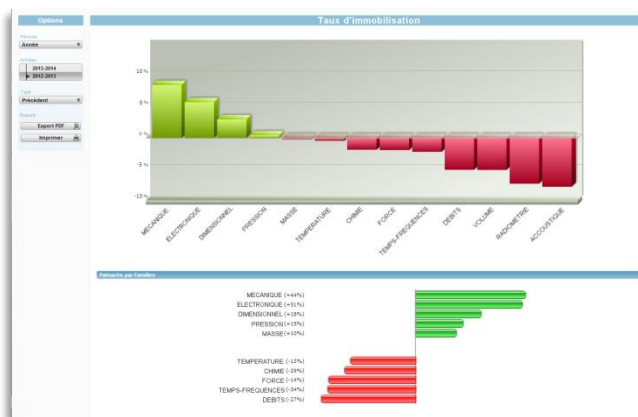 Options
Taux d'immobilisation
Période
Année
Années
2013-2014
2012-2013
Type
Précédent
Exports
Export PDF
Imprimer
10 %
5 %
0 %
-5 %
-10 %
MECANIQUE
ELECTRONIQUE
DIMENSIONNEL
PRESSION
MASSE
TEMPERATURE
CHIMIE
FORCE
TEMPS-FREQUENCES
DEBITS
VOLUME
RADIOMETRIE
ACCOUSTIQUE
Palmarès par Familles
MECANIQUE (+44%)
ELECTRONIQUE (+51%)
DIMENSIONNEL (+18%)
PRESSION (+18%)
MASSE (+10%)
TEMPERATURE (-13%)
CHIMIE (-29%)
FORCE (-14%)
TEMPS-FREQUENCES (-34%)
DEBITS (-27%)